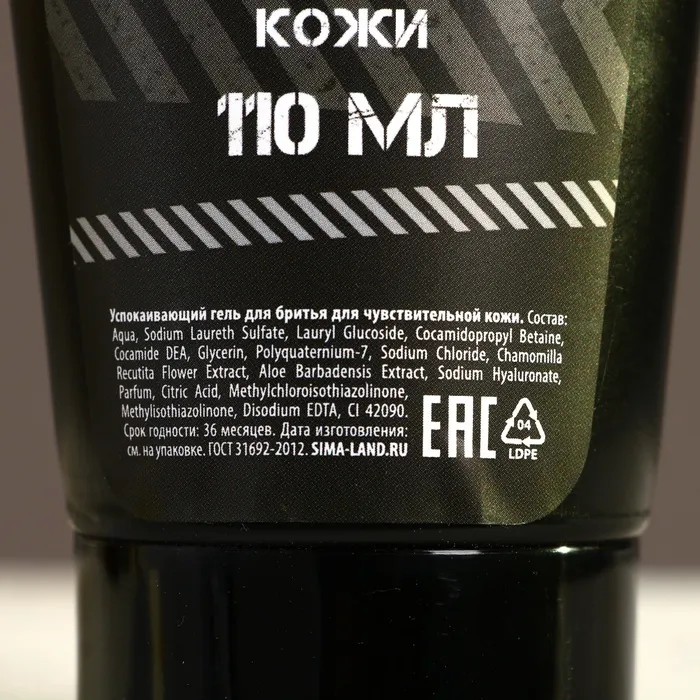 кожи
110 мл
Успокаивающий гель для бритья для чувствительной кожи. Состав:
Aqua, Sodium Laureth Sulfate, Lauryl Glucoside, Cocamidopropyl Betaine,
Cocamide DEA, Glycerin, Polyquaternium-7, Sodium Chloride, Chamomilla
Recutita Flower Extract, Aloe Barbadensis Extract, Sodium Hyaluronate,
Parfum, Citric Acid, Methylchloroisothiazolinone,
Methylisothiazolinone, Disodium EDTA, CI 42090.
Срок годности: 36 месяцев. Дата изготовления:
см. на упаковке. ГОСТ 31692-2012. SIMA-LAND.RU
EAC
04
LDPE